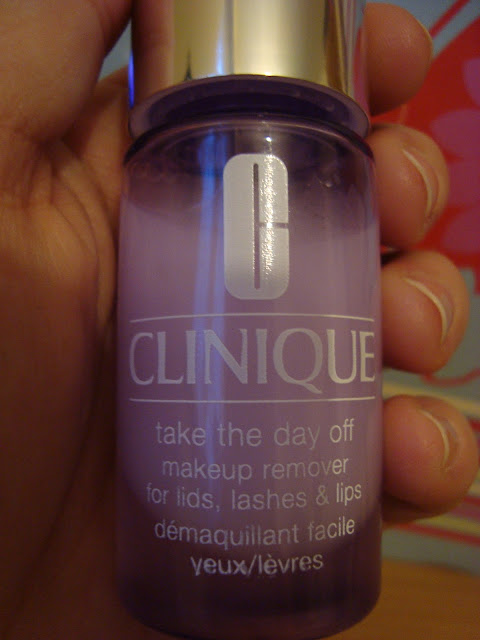 CLINIQUE
take the day off
makeup remover
for lids, lashes & lips
démaquillant facile
yeux/lèvres